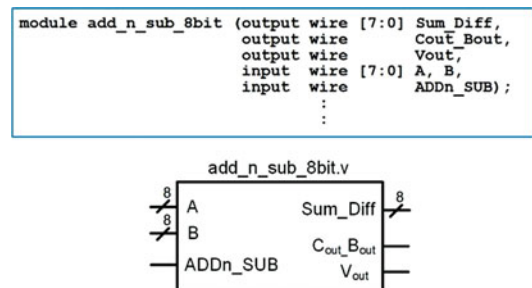 module add_n_sub_8bit (output wire [7:0] Sum_Diff,
output wire Cout_Bout,
output wire Vout,
input wire [7:0] A, B,
input wire ADDn_SUB);
:
:
add_n_sub_8bit.v
8 A Sum_Diff 8
8 B Cout_Bout
ADDn_SUB Vout